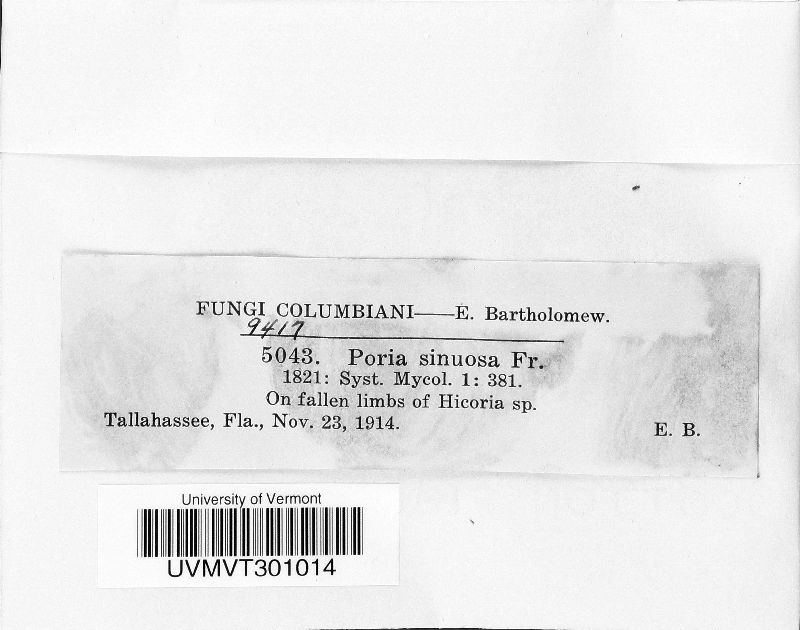 FUNGI COLUMBIANI——E. Bartholomew.
9417
5043. Poria sinuosa Fr.
1821: Syst. Mycol. 1: 381.
On fallen limbs of Hicoria sp.
Tallahassee, Fla., Nov. 23, 1914. E. B.
University of Vermont
UVMVT301014